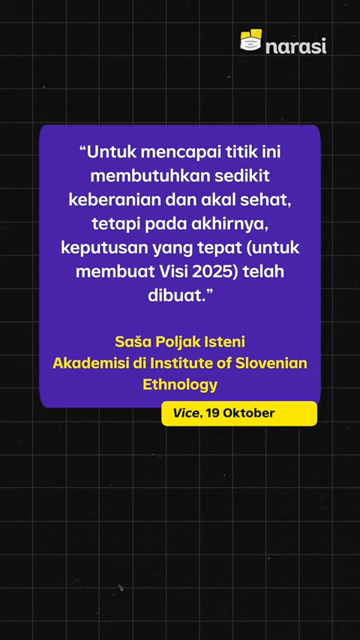 narasi
“Untuk mencapai titik ini
membutuhkan sedikit
keberanian dan akal sehat,
tetapi pada akhirnya,
keputusan yang tepat (untuk
membuat Visi 2025) telah
dibuat.”
Saša Poljak Isteni
Akademisi di Institute of Slovenian
Ethnology
Vice, 19 Oktober